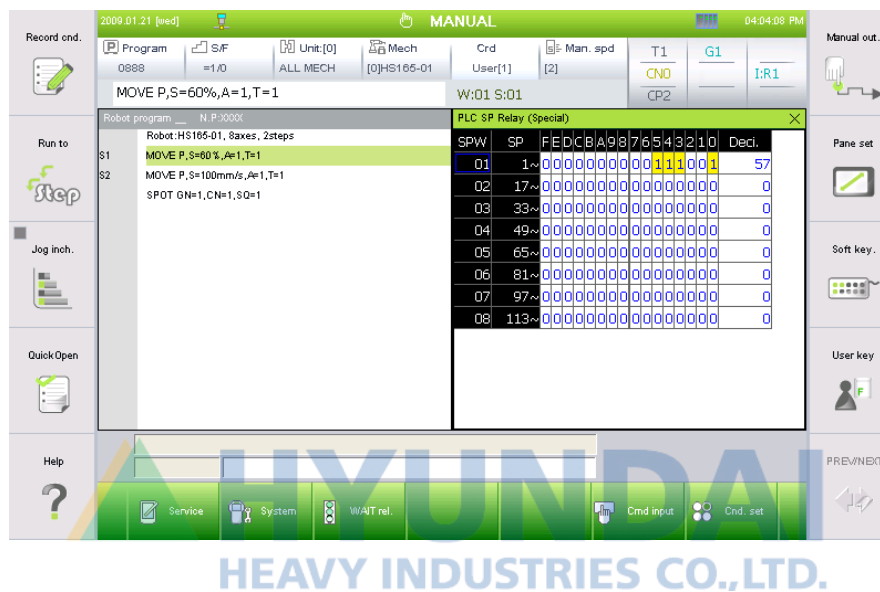 2009.01.21 [wed] MANUAL 04:04:08 PM
Record cnd.
Manual out.
Program S/F Unit:[0] Mech Crd Man. spd T1 G1
0888 =1/0 ALL MECH [0]HS165-01 User[1] [2] CN0 I:R1
MOVE P,S=60%,A=1,T=1
W:01 S:01 CP2
Robot program __ N.P:XXXX
PLC SP Relay (Special)
Robot:HS165-01, 8axes, 2steps
S1 MOVE P,S=60%,A=1,T=1
S2 MOVE P,S=100mm/s,A=1,T=1
SPOT GN=1,CN=1,SQ=1
SPW SP F E D C B A 9 8 7 6 5 4 3 2 1 0 Deci.
01 1~ 0 0 0 0 0 0 0 0 0 0 1 1 1 0 0 1 57
02 17~ 0 0 0 0 0 0 0 0 0 0 0 0 0 0 0 0 0
03 33~ 0 0 0 0 0 0 0 0 0 0 0 0 0 0 0 0 0
04 49~ 0 0 0 0 0 0 0 0 0 0 0 0 0 0 0 0 0
05 65~ 0 0 0 0 0 0 0 0 0 0 0 0 0 0 0 0 0
06 81~ 0 0 0 0 0 0 0 0 0 0 0 0 0 0 0 0 0
07 97~ 0 0 0 0 0 0 0 0 0 0 0 0 0 0 0 0 0
08 113~ 0 0 0 0 0 0 0 0 0 0 0 0 0 0 0 0 0
Run to
Step
Jog inch.
Quick Open
Help
?
Pane set
Soft key.
User key
F
PREV/NEXT
Service System WAIT rel. Cmd input Cnd. set
HYUNDAI
HEAVY INDUSTRIES CO.,LTD.